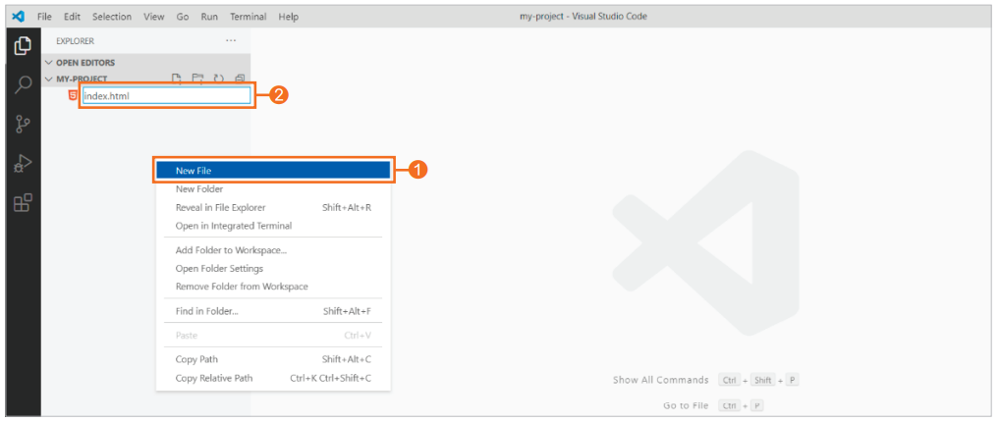 File Edit Selection View Go Run Terminal Help my-project - Visual Studio Code
EXPLORER ...
OPEN EDITORS
MY-PROJECT
index.html 2
New File 1
New Folder
Reveal in File Explorer Shift+Alt+R
Open in Integrated Terminal
Add Folder to Workspace...
Open Folder Settings
Remove Folder from Workspace
Find in Folder... Shift+Alt+F
Paste Ctrl+V
Copy Path Shift+Alt+C
Copy Relative Path Ctrl+K Ctrl+Shift+C
Show All Commands Ctrl + Shift + P
Go to File Ctrl + P